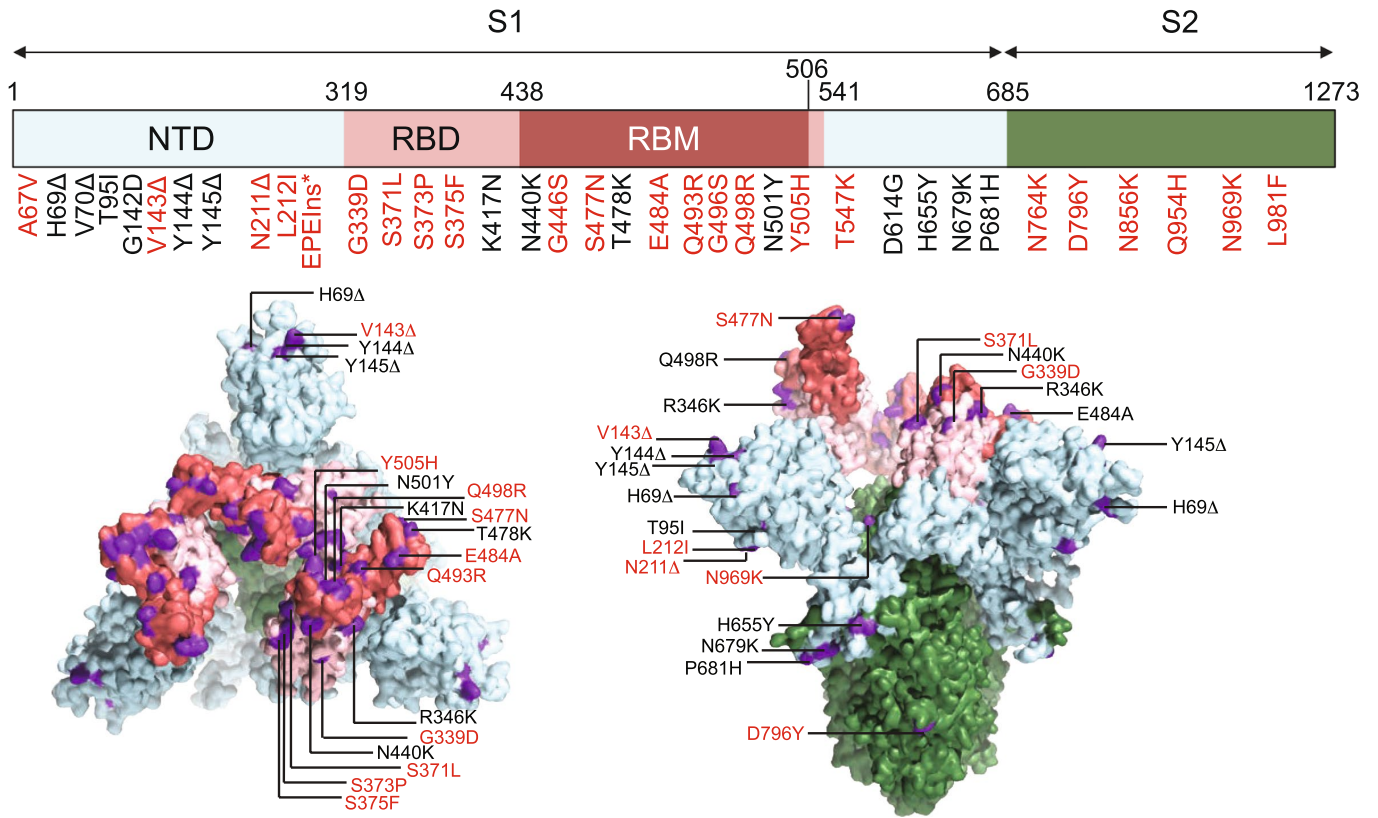 S1 S2
506
1 319 438 541 685 1273
NTD RBD RBM
A67V H69Δ V70Δ T95I G142D V143Δ Y144Δ Y145Δ N211Δ L212I EPEIns* G339D S371L S373P S375F K417N N440K G446S S477N T478K E484A Q493R G496S Q498R N501Y Y505H T547K D614G H655Y N679K P681H N764K D796Y N856K Q954H N969K L981F
H69Δ
V143Δ
Y144Δ
Y145Δ
Y505H
N501Y
Q498R
K417N
S477N
T478K
E484A
Q493R
R346K
G339D
N440K
S371L
S373P
S375F
S477N
Q498R
R346K
V143Δ
Y144Δ
Y145Δ
H69Δ
T95I
L212I
N211Δ
N969K
H655Y
N679K
P681H
D796Y
S371L
N440K
G339D
R346K
E484A
Y145Δ
H69Δ